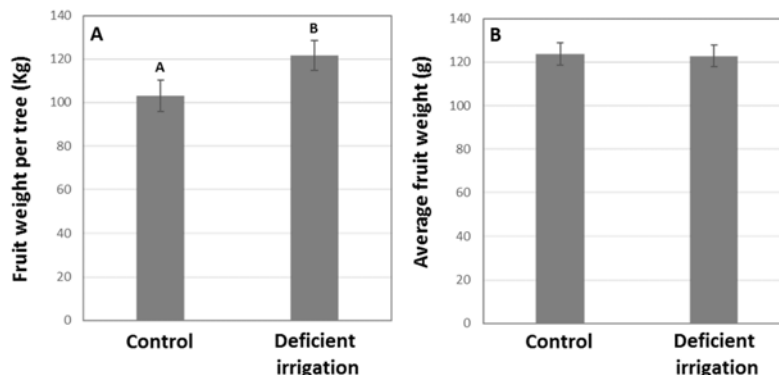 A
Fruit weight per tree (Kg)
140
120
100
80
60
40
20
0
A
B
Control
Deficient
irrigation
B
Average fruit weight (g)
140
120
100
80
60
40
20
0
Control
Deficient
irrigation